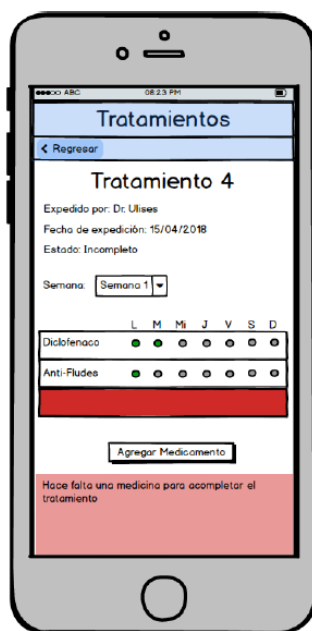 ABC 08:23 PM
Tratamientos
< Regresar
Tratamiento 4
Expedido por: Dr. Ulises
Fecha de expedición: 15/04/2018
Estado: Incompleto
Semana: Semana 1
L M Mi J V S D
Diclofenaco
Anti-Fludes
Agregar Medicamento
Hace falta una medicina para acompletar el
tratamiento